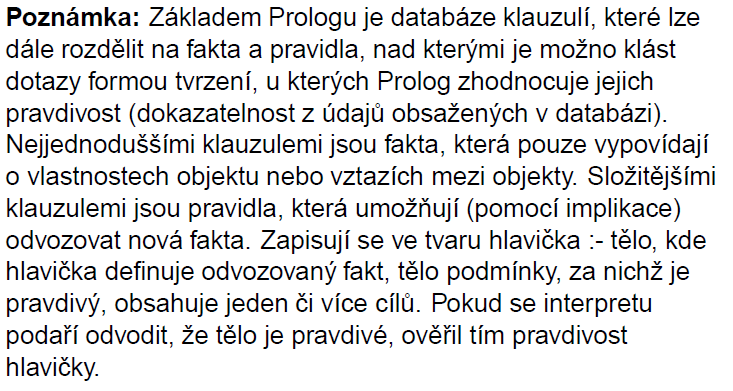 Poznámka: Základem Prologu je databáze klauzulí, které lze
dále rozdělit na fakta a pravidla, nad kterými je možno klást
dotazy formou tvrzení, u kterých Prolog zhodnocuje jejich
pravdivost (dokazatelnost z údajů obsažených v databázi).
Nejjednoduššími klauzulemi jsou fakta, která pouze vypovídají
o vlastnostech objektu nebo vztazích mezi objekty. Složitějšími
klauzulemi jsou pravidla, která umožňují (pomocí implikace)
odvozovat nová fakta. Zapisují se ve tvaru hlavička :- tělo, kde
hlavička definuje odvozovaný fakt, tělo podmínky, za nichž je
pravdivý, obsahuje jeden či více cílů. Pokud se interpretu
podaří odvodit, že tělo je pravdivé, ověřil tím pravdivost
hlavičky.